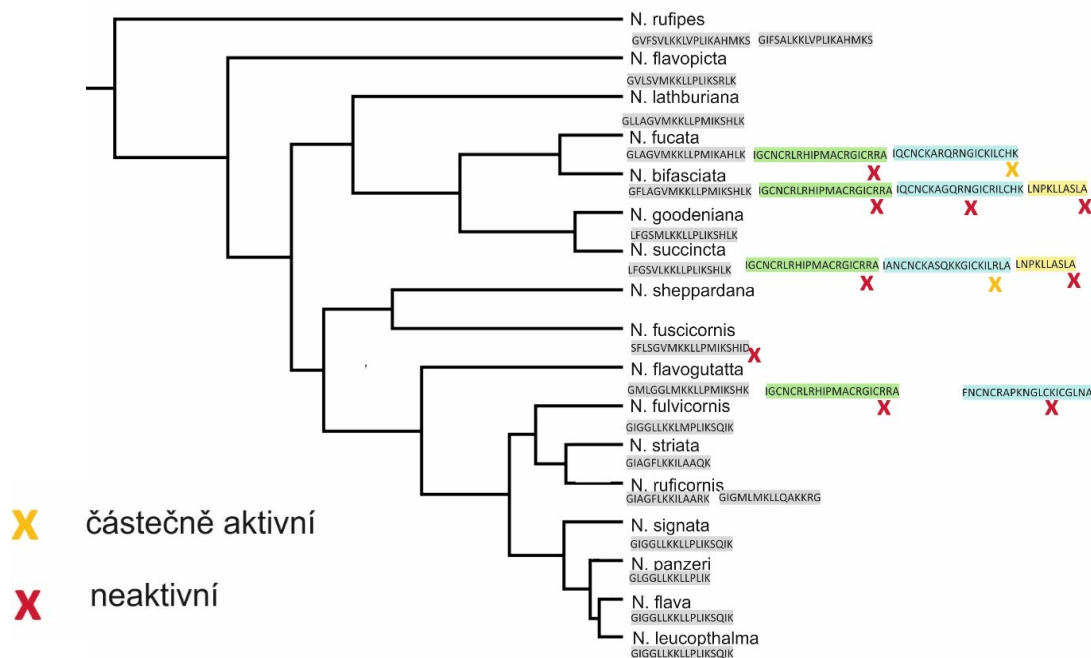 N. rufipes
GVFSVLKKLVPLIKAHMKS GIFSALKKLVPLIKAHMKS
N. flavopicta
GVLSVMKKLLPLIKSRLK
N. lathburiana
GLLAGVMKKLLPMIKSHLK
N. fucata
GLAGVMKKLLPMIKAHLK IGCNCRLRHIPMACRGICRRA IQCNCKARQRNGICKILCHK
X X
N. bifasciata
GFLAGVMKKLLPMIKSHLK IGCNCRLRHIPMACRGICRRA IQCNCKAGQRNGICRILCHK LNPKLLASLA
X X X
N. goodeniana
LFGSMLKKLLPLIKSHLK
N. succincta
LFGSVLKKLLPLIKSHLK IGCNCRLRHIPMACRGICRRA IANCNCKASQKKGICKILRLA LNPKLLASLA
X X X
N. sheppardana
N. fuscicornis
SFLSGVMKKLLPMIKSHID X
N. flavogutatta
GMLGGLMKKLLPMIKSHK IGCNCRLRHIPMACRGICRRA FNCNCRAPKNGLCKICGLNA
X X
N. fulvicornis
GIGGLLKKLMPLIKSQIK
N. striata
GIAGFLKKILAAQK
N. ruficornis
GIAGFLKKILAARK GIGMLMKLLQAKKRG
N. signata
GIGGLLKKLLPLIKSQIK
N. panzeri
GLGGLLKKLLPLIK
N. flava
GIGGLLKKLLPLIKSQIK
N. leucopthalma
GIGGLLKKLLPLIKSQIK
X částečně aktivní
X neaktivní